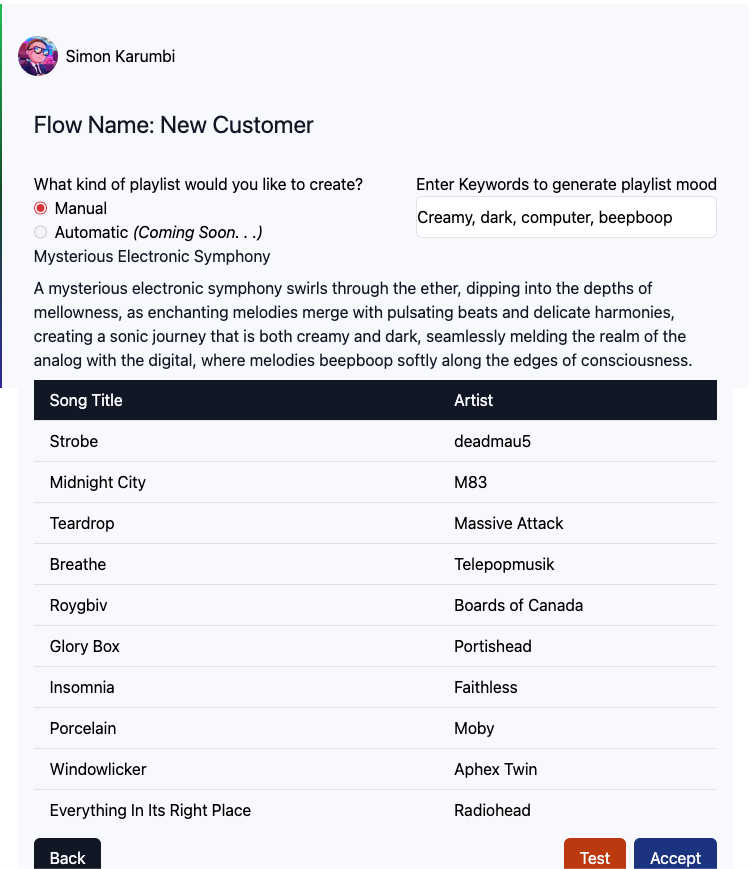 Simon Karumbi
Flow Name: New Customer
What kind of playlist would you like to create?
Manual
Automatic (Coming Soon. . .)
Enter Keywords to generate playlist mood
Creamy, dark, computer, beepboop
Mysterious Electronic Symphony
A mysterious electronic symphony swirls through the ether, dipping into the depths of
mellowness, as enchanting melodies merge with pulsating beats and delicate harmonies,
creating a sonic journey that is both creamy and dark, seamlessly melding the realm of the
analog with the digital, where melodies beepboop softly along the edges of consciousness.
Song Title Artist
Strobe deadmau5
Midnight City M83
Teardrop Massive Attack
Breathe Telepopmusik
Roygbiv Boards of Canada
Glory Box Portishead
Insomnia Faithless
Porcelain Moby
Windowlicker Aphex Twin
Everything In Its Right Place Radiohead
Back Test Accept